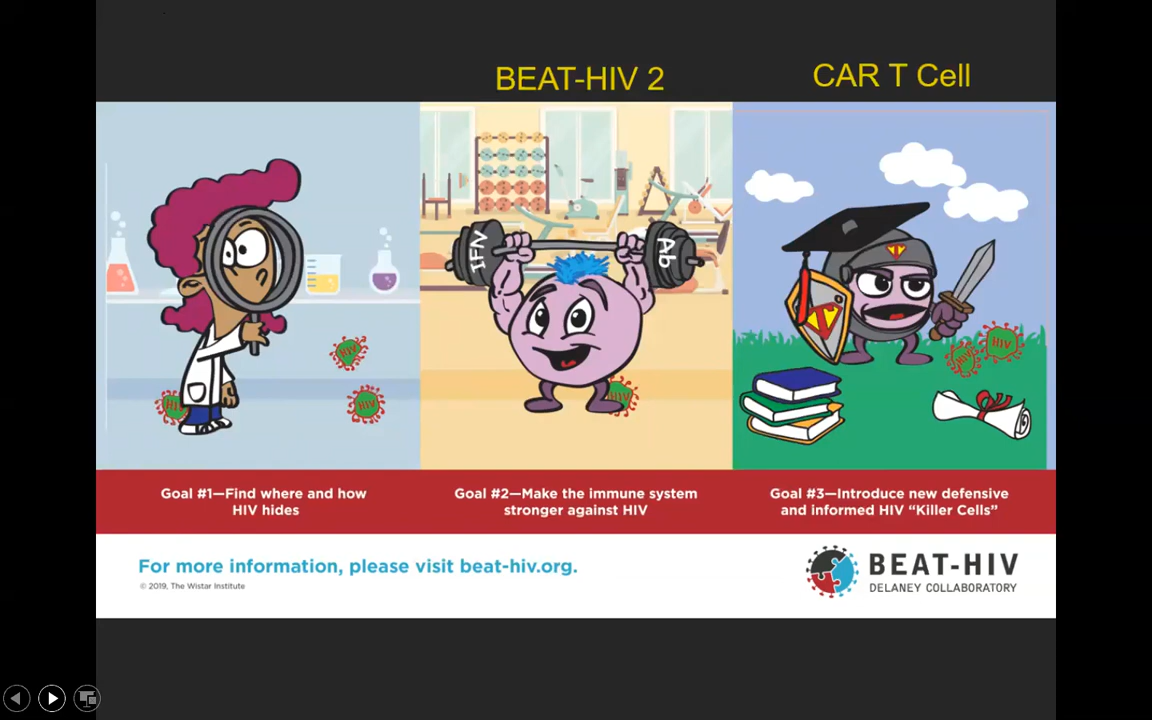 BEAT-HIV 2
CAR T Cell
HIV
HIV
HIV
IFN
Ab
HIV
T
T
HIV
HIV
Goal #1—Find where and how
HIV hides
Goal #2—Make the immune system
stronger against HIV
Goal #3—Introduce new defensive
and informed HIV “Killer Cells”
For more information, please visit beat-hiv.org.
© 2019, The Wistar Institute
BEAT-HIV
DELANEY COLLABORATORY